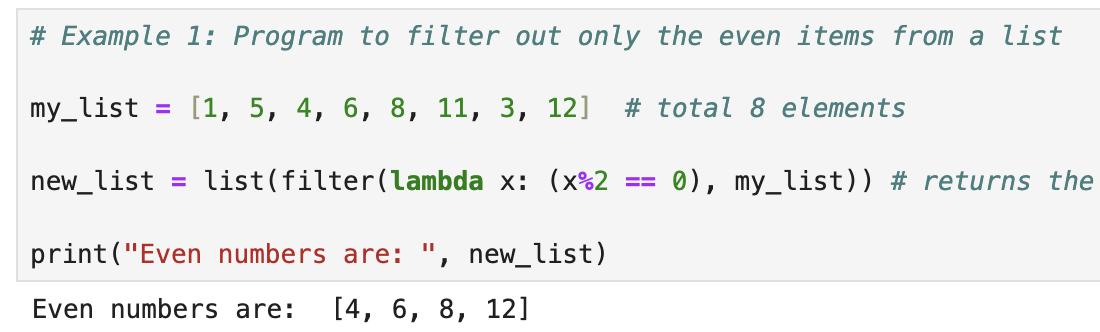 # Example 1: Program to filter out only the even items from a list
my_list = [1, 5, 4, 6, 8, 11, 3, 12]  # total 8 elements
new_list = list(filter(lambda x: (x%2 == 0), my_list)) # returns the
print("Even numbers are: ", new_list)
Even numbers are:  [4, 6, 8, 12]